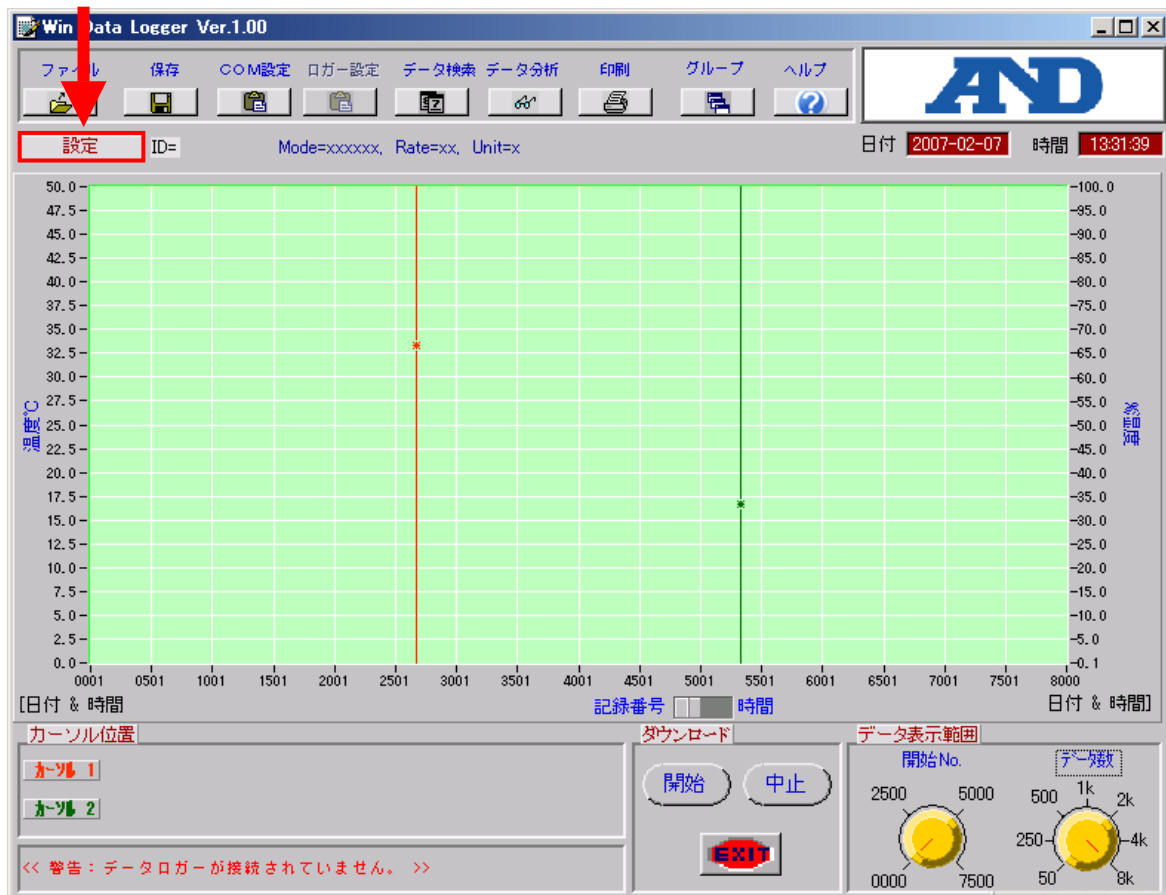 Win Data Logger Ver.1.00
ファイル 保存 COM設定 ロガー設定 データ検索 データ分析 印刷 グループ ヘルプ
AND
設定 ID= Mode=xxxxxx, Rate=xx, Unit=x 日付 2007-02-07 時間 13:31:39
50.0 100.0
47.5 95.0
45.0 90.0
42.5 85.0
40.0 80.0
37.5 75.0
35.0 70.0
32.5 65.0
30.0 60.0
27.5 55.0
25.0 50.0
22.5 45.0
20.0 40.0
17.5 35.0
15.0 30.0
12.5 25.0
10.0 20.0
7.5 15.0
5.0 10.0
2.5 5.0
0.0 0.1
温度℃
%湿度
0001 0501 1001 1501 2001 2501 3001 3501 4001 4501 5001 5501 6001 6501 7001 7501 8000
[日付 & 時間 記録番号 時間 日付 & 時間]
カーソル位置
カーソル 1
カーソル 2
<< 警告:データロガーが接続されていません。 >>
ダウンロード
開始 中止
EXIT
データ表示範囲
開始No. データ数
2500 5000
0000 7500
500 1k 2k
250 4k
50 8k